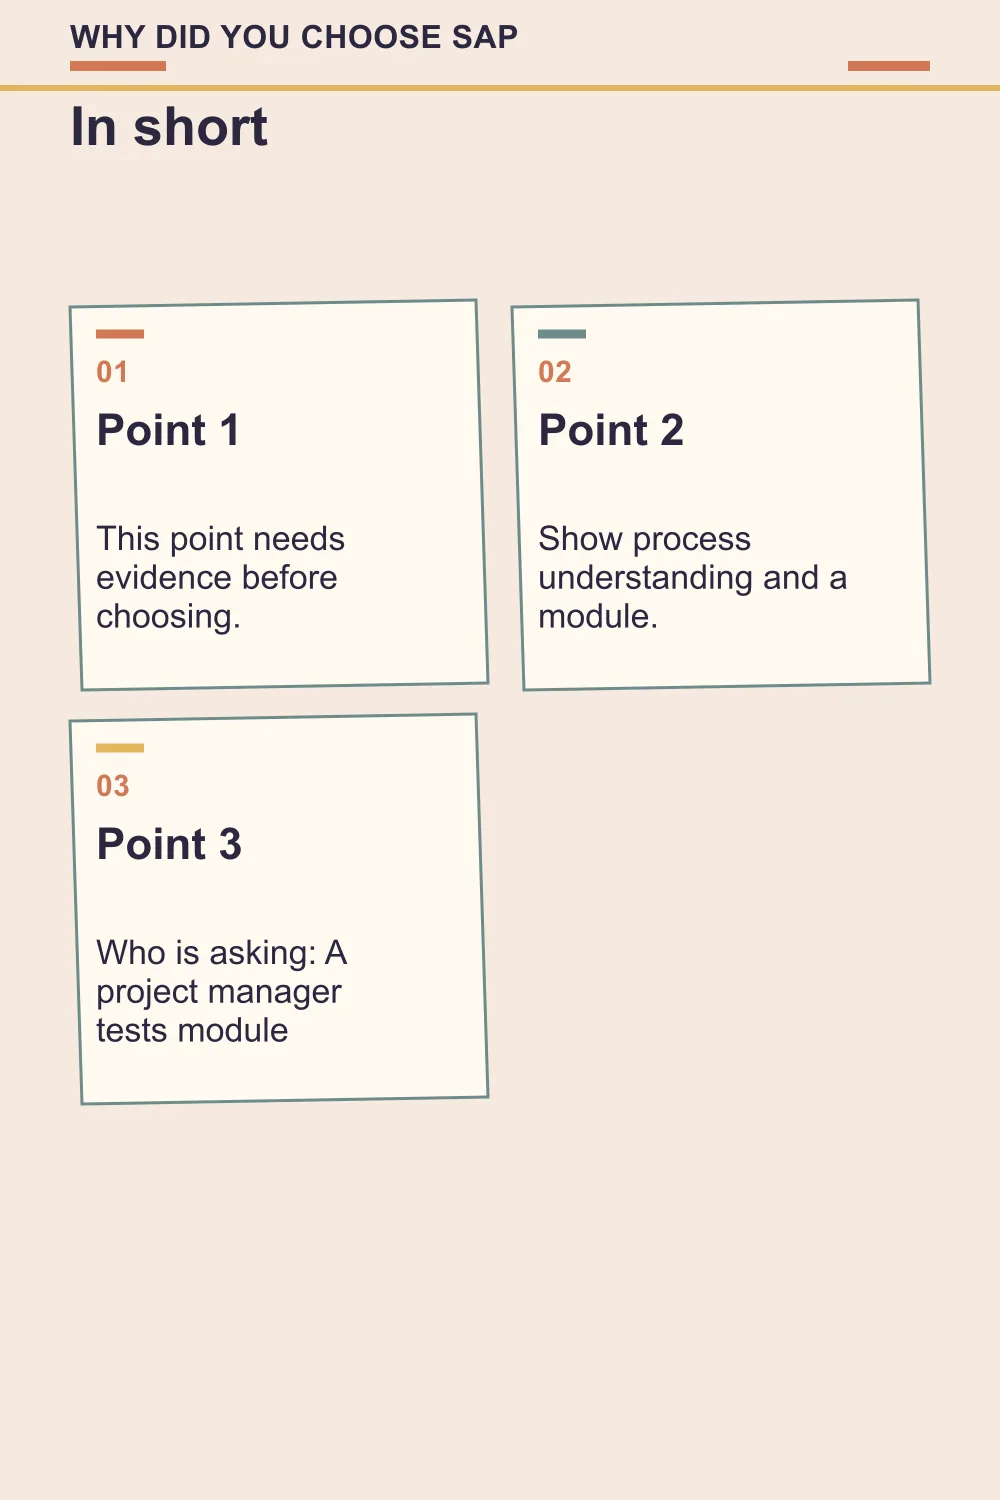 WHY DID YOU CHOOSE SAP
In short
01
Point 1
This point needs
evidence before
choosing.
02
Point 2
Show process
understanding and a
module.
03
Point 3
Who is asking: A
project manager
tests module